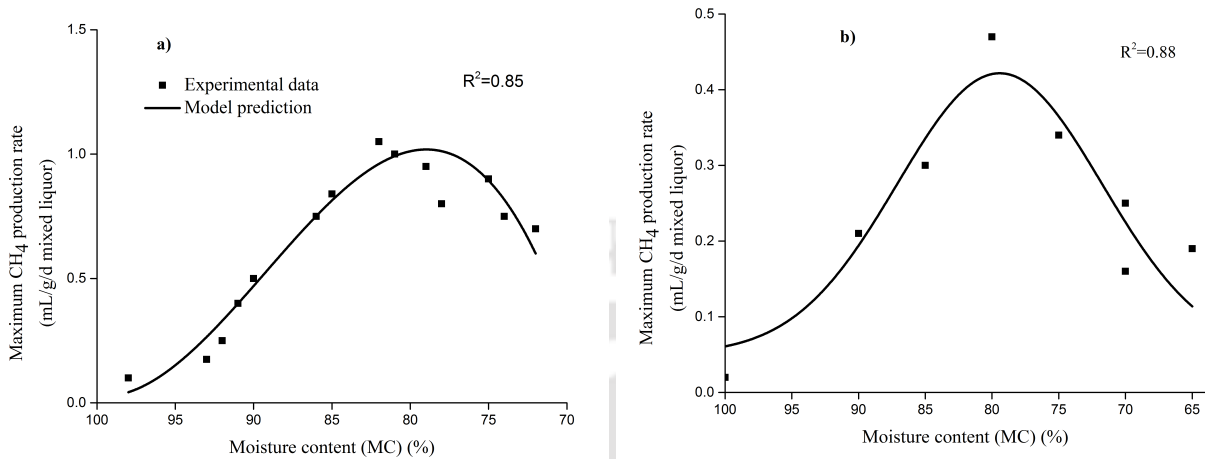 a)
Experimental data
Model prediction
R²=0.85
Maximum CH₄ production rate
(mL/g/d mixed liquor)
1.5
1.0
0.5
0.0
100 95 90 85 80 75 70
Moisture content (MC) (%)
b)
R²=0.88
Maximum CH₄ production rate
(mL/g/d mixed liquor)
0.5
0.4
0.3
0.2
0.1
0.0
100 95 90 85 80 75 70 65
Moisture content (MC) (%)